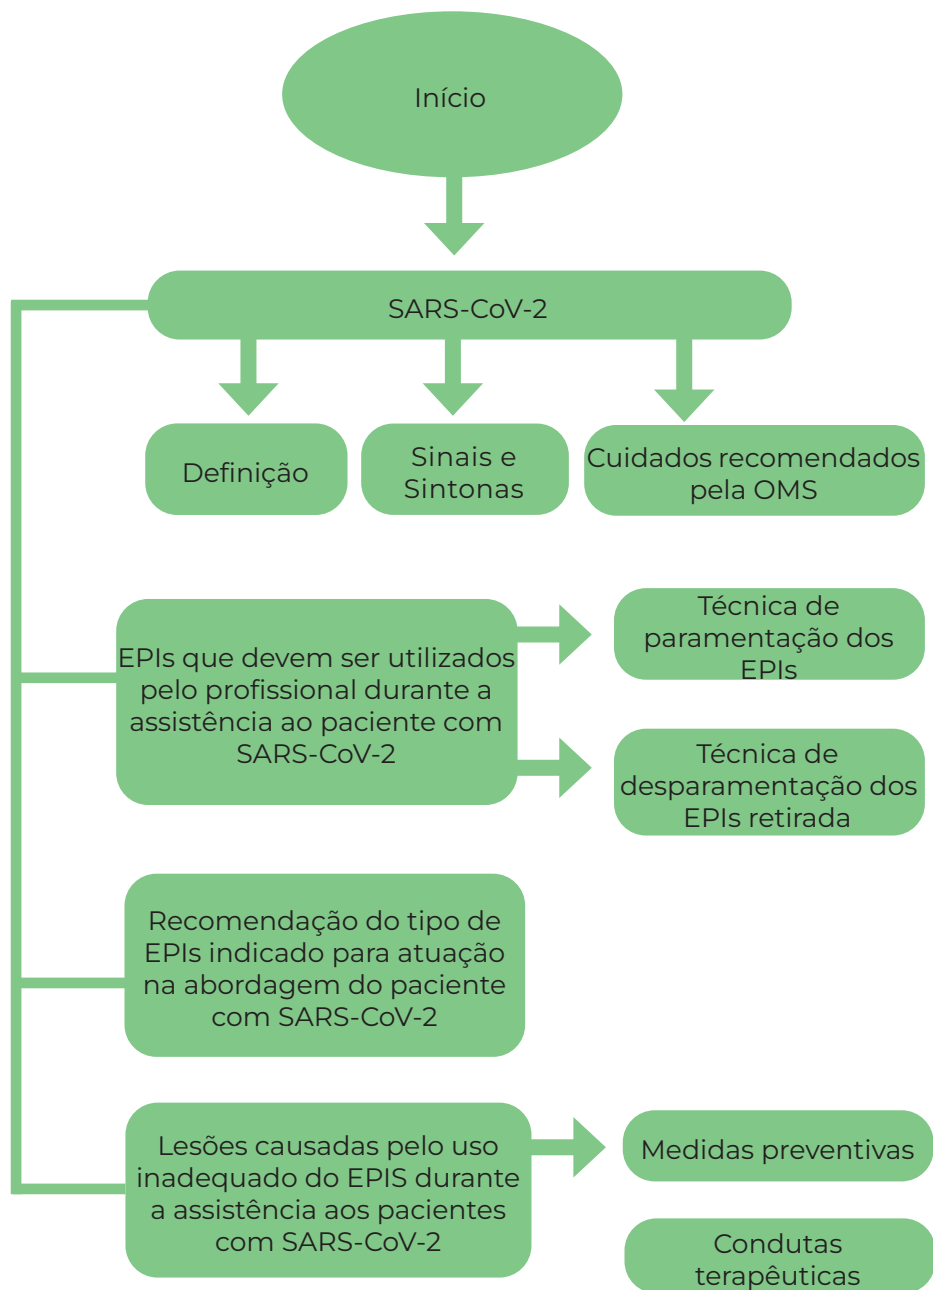 Início
SARS-CoV-2
Definição
Sinais e
Sintonas
Cuidados recomendados
pela OMS
EPIs que devem ser utilizados
pelo profissional durante a
assistência ao paciente com
SARS-CoV-2
Técnica de
paramentação dos
EPIs
Técnica de
desparamentação dos
EPIs retirada
Recomendação do tipo de
EPIs indicado para atuação
na abordagem do paciente
com SARS-CoV-2
Lesões causadas pelo uso
inadequado do EPIS durante
a assistência aos pacientes
com SARS-CoV-2
Medidas preventivas
Condutas
terapêuticas